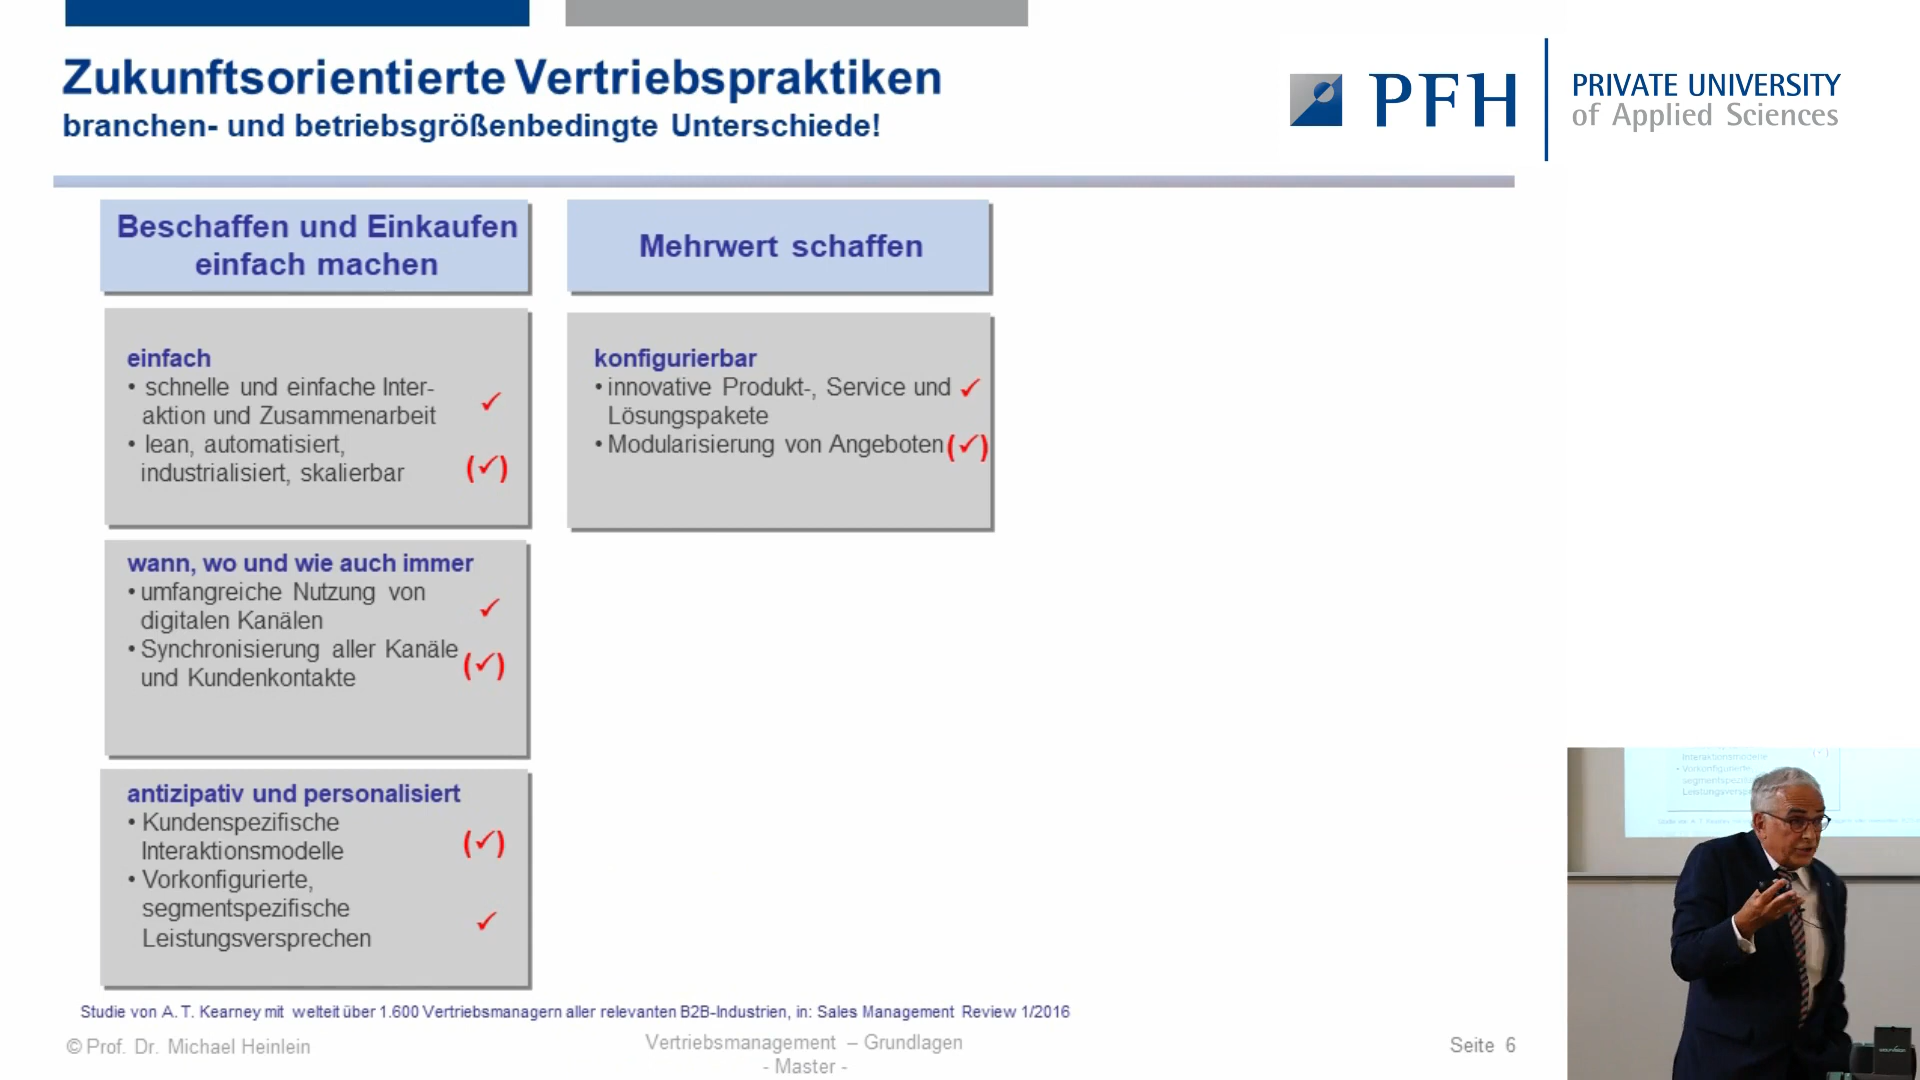 Zukunftsorientierte Vertriebspraktiken
branchen- und betriebsgrößenbedingte Unterschiede!
PFH
PRIVATE UNIVERSITY
of Applied Sciences
Beschaffen und Einkaufen
einfach machen
einfach
• schnelle und einfache Inter-
aktion und Zusammenarbeit ✓
• lean, automatisiert,
industrialisiert, skalierbar (✓)
wann, wo und wie auch immer
• umfangreiche Nutzung von
digitalen Kanälen ✓
• Synchronisierung aller Kanäle
und Kundenkontakte (✓)
antizipativ und personalisiert
• Kundenspezifische
Interaktionsmodelle (✓)
• Vorkonfigurierte,
segmentspezifische
Leistungsversprechen ✓
Mehrwert schaffen
konfigurierbar
• innovative Produkt-, Service und ✓
Lösungspakete
• Modularisierung von Angeboten (✓)
Studie von A. T. Kearney mit welteit über 1.600 Vertriebsmanagern aller relevanten B2B-Industrien, in: Sales Management Review 1/2016
© Prof. Dr. Michael Heinlein
Vertriebsmanagement – Grundlagen
- Master -
Seite 6
Interaktionsmodelle